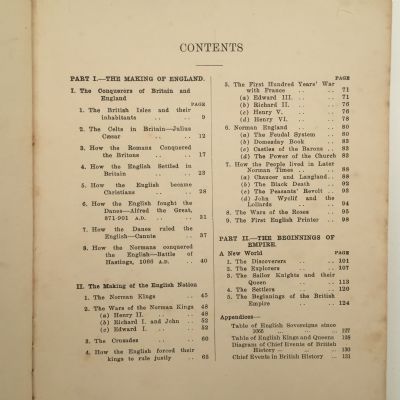 CONTENTS
PART I.—THE MAKING OF ENGLAND.
I. The Conquerors of Britain and
England
PAGE
1. The British Isles and their
inhabitants .. .. 9
2. The Celts in Britain—Julius
Cæsar .. .. 12
3. How the Romans Conquered
the Britons .. .. 17
4. How the English Settled in
Britain .. .. 23
5. How the English became
Christians .. .. 28
6. How the English fought the
Danes—Alfred the Great,
871-901 A.D. .. .. 31
7. How the Danes ruled the
English—Canute .. 37
8. How the Normans conquered
the English—Battle of
Hastings, 1066 A.D. .. 40
II. The Making of the English Nation
1. The Norman Kings .. 45
2. The Wars of the Norman Kings 48
(a) Henry II. .. .. 48
(b) Richard I. and John .. 52
(c) Edward I. .. .. 52
3. The Crusades .. .. 60
4. How the English forced their
kings to rule justly .. 65
PAGE
5. The First Hundred Years' War
with France .. .. 71
(a) Edward III. .. .. 71
(b) Richard II. .. .. 76
(c) Henry V. .. .. 76
(d) Henry VI. .. .. 78
6. Norman England .. .. 80
(a) The Feudal System .. 80
(b) Domesday Book .. 83
(c) Castles of the Barons .. 82
(d) The Power of the Church 83
7. How the People lived in Later
Norman Times .. .. 88
(a) Chaucer and Langland .. 88
(b) The Black Death .. 92
(c) The Peasants' Revolt .. 93
(d) John Wyclif and the
Lollards .. .. 94
8. The Wars of the Roses .. 95
9. The First English Printer .. 98
PART II.—THE BEGINNINGS OF
EMPIRE.
A New World PAGE
1. The Discoverers .. .. 101
2. The Explorers .. .. 107
3. The Sailor Knights and their
Queen .. .. 113
4. The Settlers .. .. 120
5. The Beginnings of the British
Empire .. .. 124
Appendices—
Table of English Sovereigns since
1066 .. .. 127
Table of English Kings and Queens 128
Diagram of Chief Events of British
History .. .. 130
Chief Events in British History .. 131